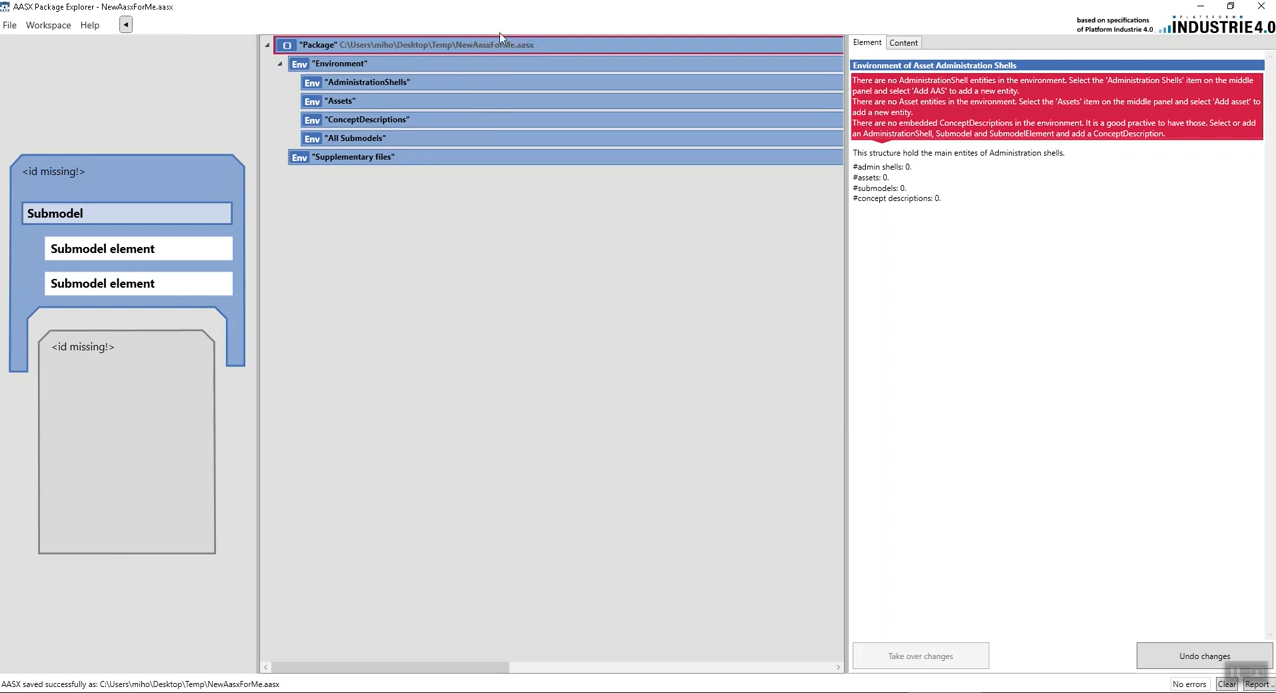 AASX Package Explorer - NewAasxForMe.aasx
File Workspace Help
based on specifications
of Platform Industrie 4.0
PLATTFORM
INDUSTRIE4.0
<id missing!>
Submodel
Submodel element
Submodel element
<id missing!>
"Package" C:\Users\miho\Desktop\Temp\NewAasxForMe.aasx
Env "Environment"
Env "AdministrationShells"
Env "Assets"
Env "ConceptDescriptions"
Env "All Submodels"
Env "Supplementary files"
Element Content
Environment of Asset Administration Shells
There are no AdministrationShell entities in the environment. Select the 'Administration Shells' item on the middle
panel and select 'Add AAS' to add a new entity.
There are no Asset entities in the environment. Select the 'Assets' item on the middle panel and select 'Add asset' to
add a new entity.
There are no embedded ConceptDescriptions in the environment. It is a good practive to have those. Select or add
an AdministrationShell, Submodel and SubmodelElement and add a ConceptDescription.
This structure hold the main entites of Administration shells.
#admin shells: 0.
#assets: 0.
#submodels: 0.
#concept descriptions: 0.
Take over changes Undo changes
AASX saved successfully as: C:\Users\miho\Desktop\Temp\NewAasxForMe.aasx
No errors Clear Report ..